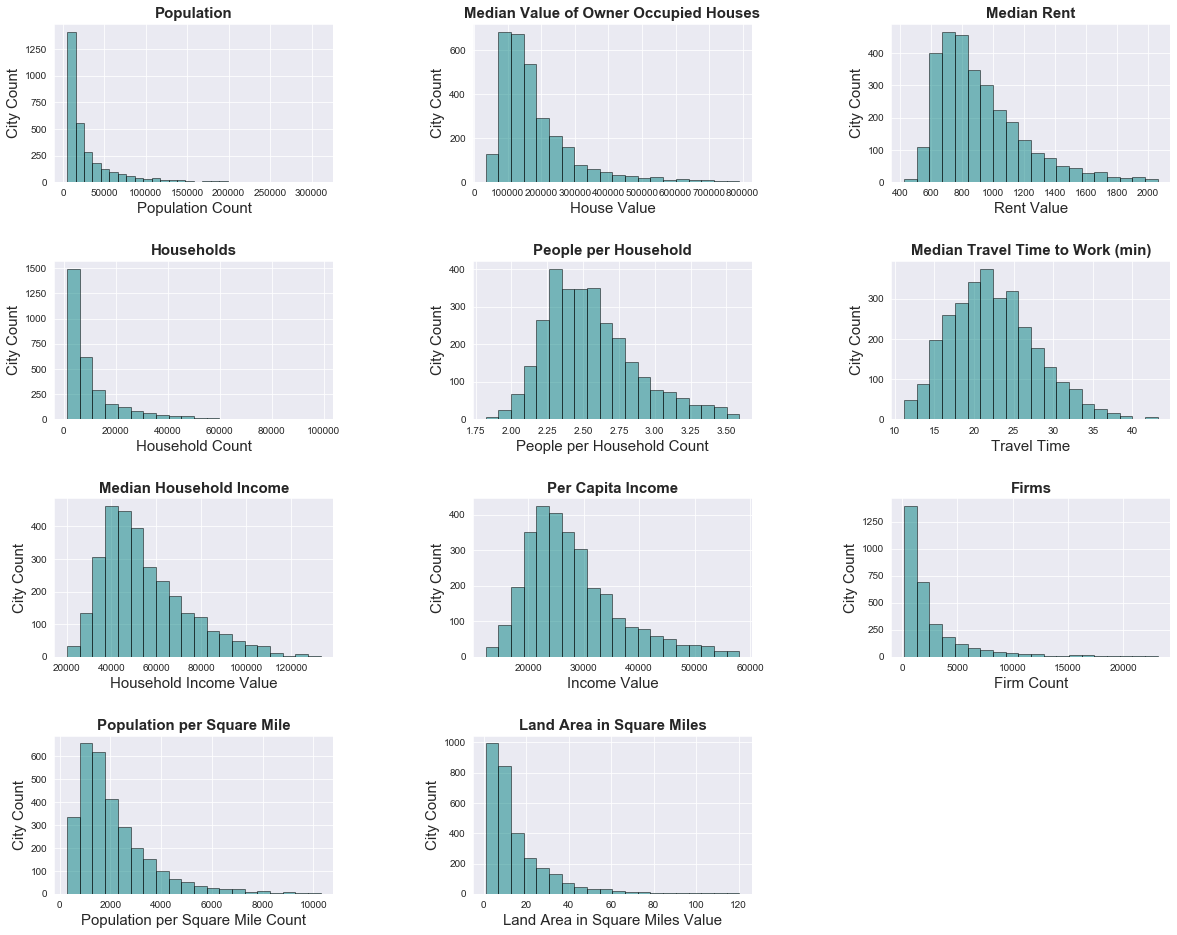 Population
City Count
1250
1000
750
500
250
0
0 50000 100000 150000 200000 250000 300000
Population Count
Median Value of Owner Occupied Houses
City Count
600
400
200
0
0 100000 200000 300000 400000 500000 600000 700000 800000
House Value
Median Rent
City Count
400
300
200
100
0
400 600 800 1000 1200 1400 1600 1800 2000
Rent Value
Households
City Count
1500
1250
1000
750
500
250
0
0 20000 40000 60000 80000 100000
Household Count
People per Household
City Count
400
300
200
100
0
1.75 2.00 2.25 2.50 2.75 3.00 3.25 3.50
People per Household Count
Median Travel Time to Work (min)
City Count
300
200
100
0
10 15 20 25 30 35 40
Travel Time
Median Household Income
City Count
400
300
200
100
0
20000 40000 60000 80000 100000 120000
Household Income Value
Per Capita Income
City Count
400
300
200
100
0
20000 30000 40000 50000 60000
Income Value
Firms
City Count
1250
1000
750
500
250
0
0 5000 10000 15000 20000
Firm Count
Population per Square Mile
City Count
600
500
400
300
200
100
0
0 2000 4000 6000 8000 10000
Population per Square Mile Count
Land Area in Square Miles
City Count
1000
800
600
400
200
0
0 20 40 60 80 100 120
Land Area in Square Miles Value